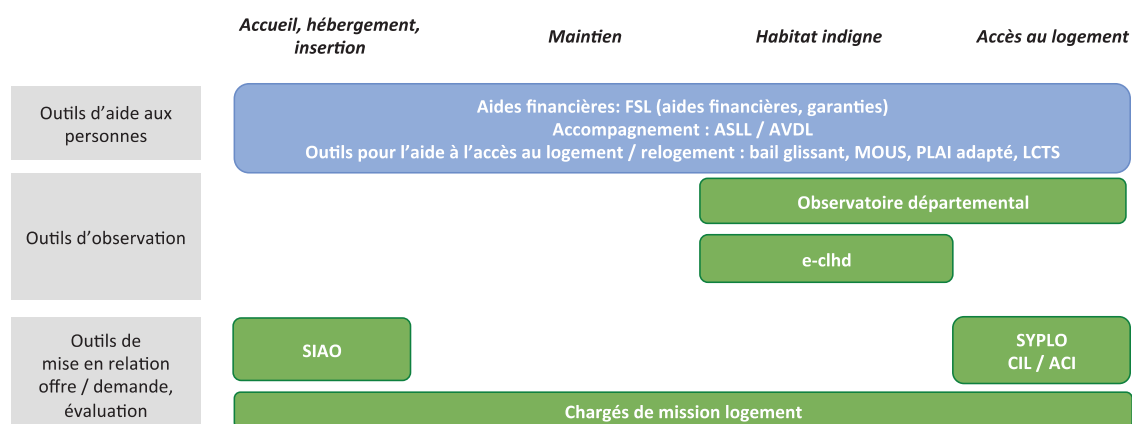 Accueil, hébergement,
insertion
Maintien
Habitat indigne
Accès au logement
Outils d'aide aux
personnes
Aides financières: FSL (aides financières, garanties)
Accompagnement : ASLL / AVDL
Outils pour l'aide à l'accès au logement / relogement : bail glissant, MOUS, PLAI adapté, LCTS
Outils d'observation
Observatoire départemental
e-clhd
Outils de
mise en relation
offre / demande,
évaluation
SIAO
SYPLO
CIL / ACI
Chargés de mission logement